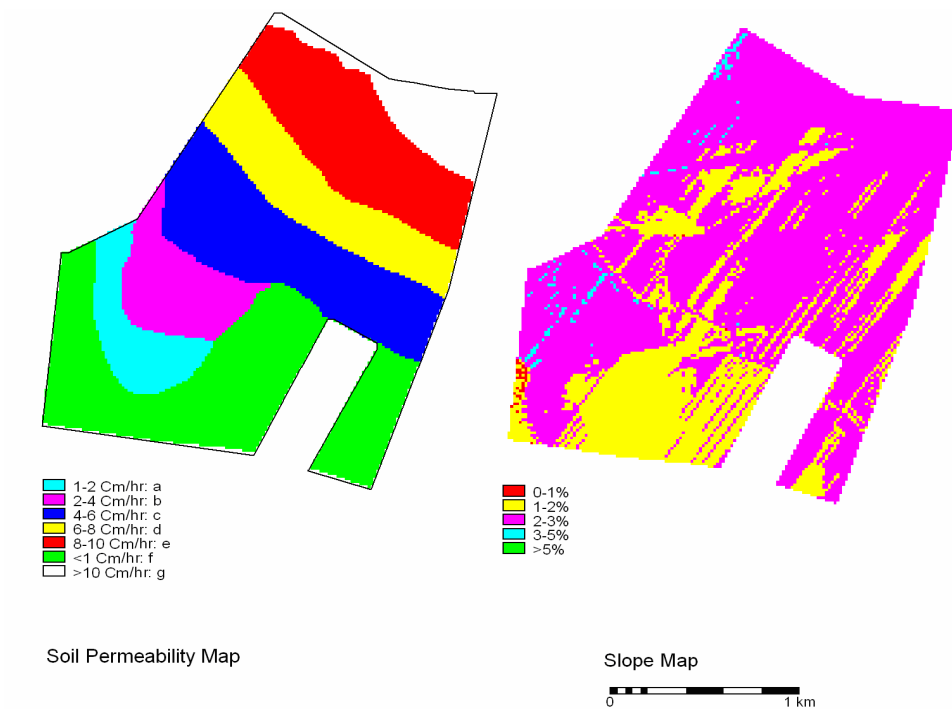 1-2 Cm/hr: a
2-4 Cm/hr: b
4-6 Cm/hr: c
6-8 Cm/hr: d
8-10 Cm/hr: e
<1 Cm/hr: f
>10 Cm/hr: g
0-1%
1-2%
2-3%
3-5%
>5%
Soil Permeability Map
Slope Map
0 1 km